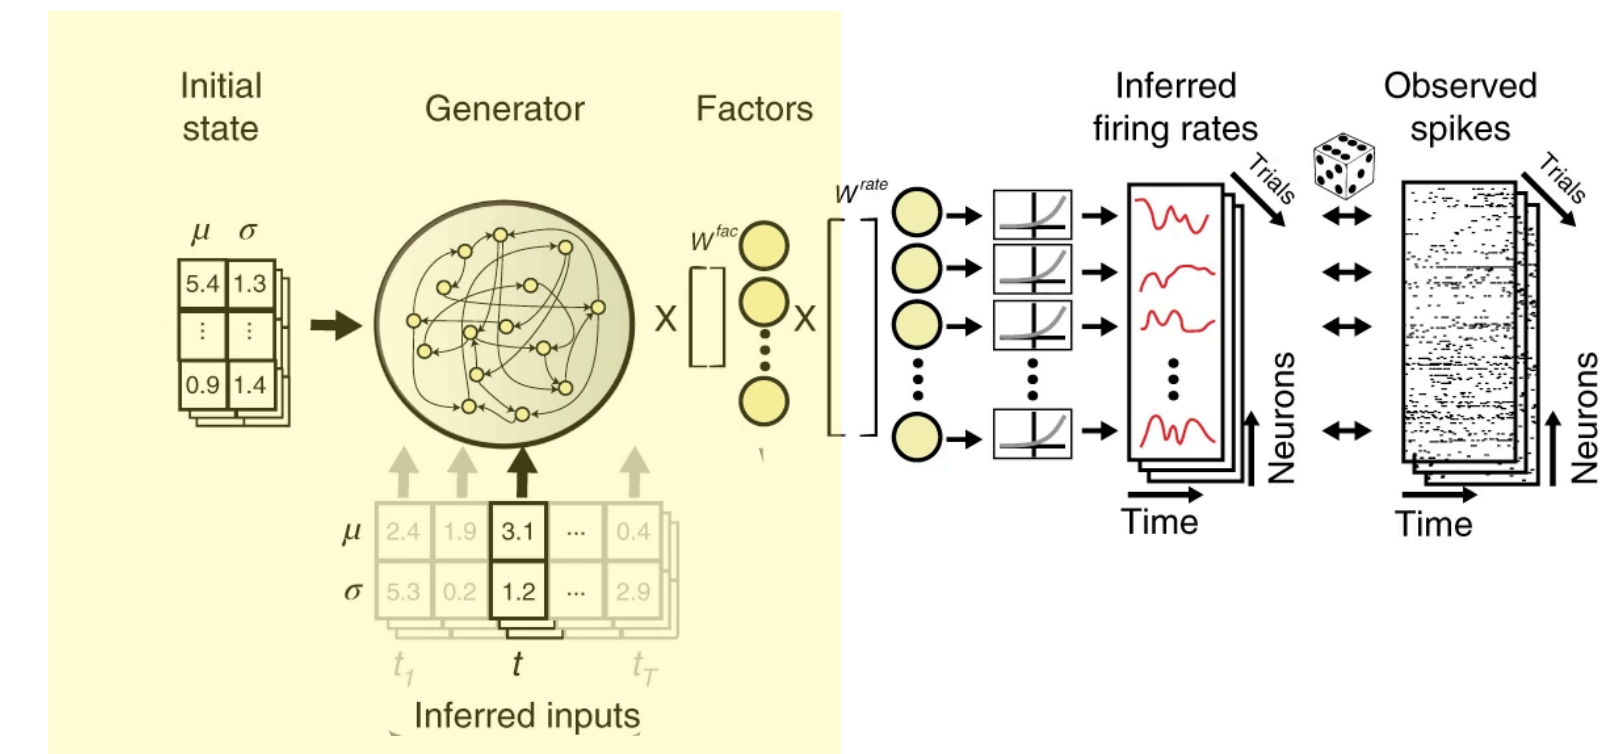 Initial
state
Generator
Factors
Inferred
firing rates
Observed
spikes
Trials
Trials
W^rate
W^fac
μ σ
5.4 1.3
⋮ ⋮
0.9 1.4
X
X
Neurons
Neurons
Time
Time
μ 2.4 1.9 3.1 ... 0.4
σ 5.3 0.2 1.2 ... 2.9
t_1 t t_T
Inferred inputs